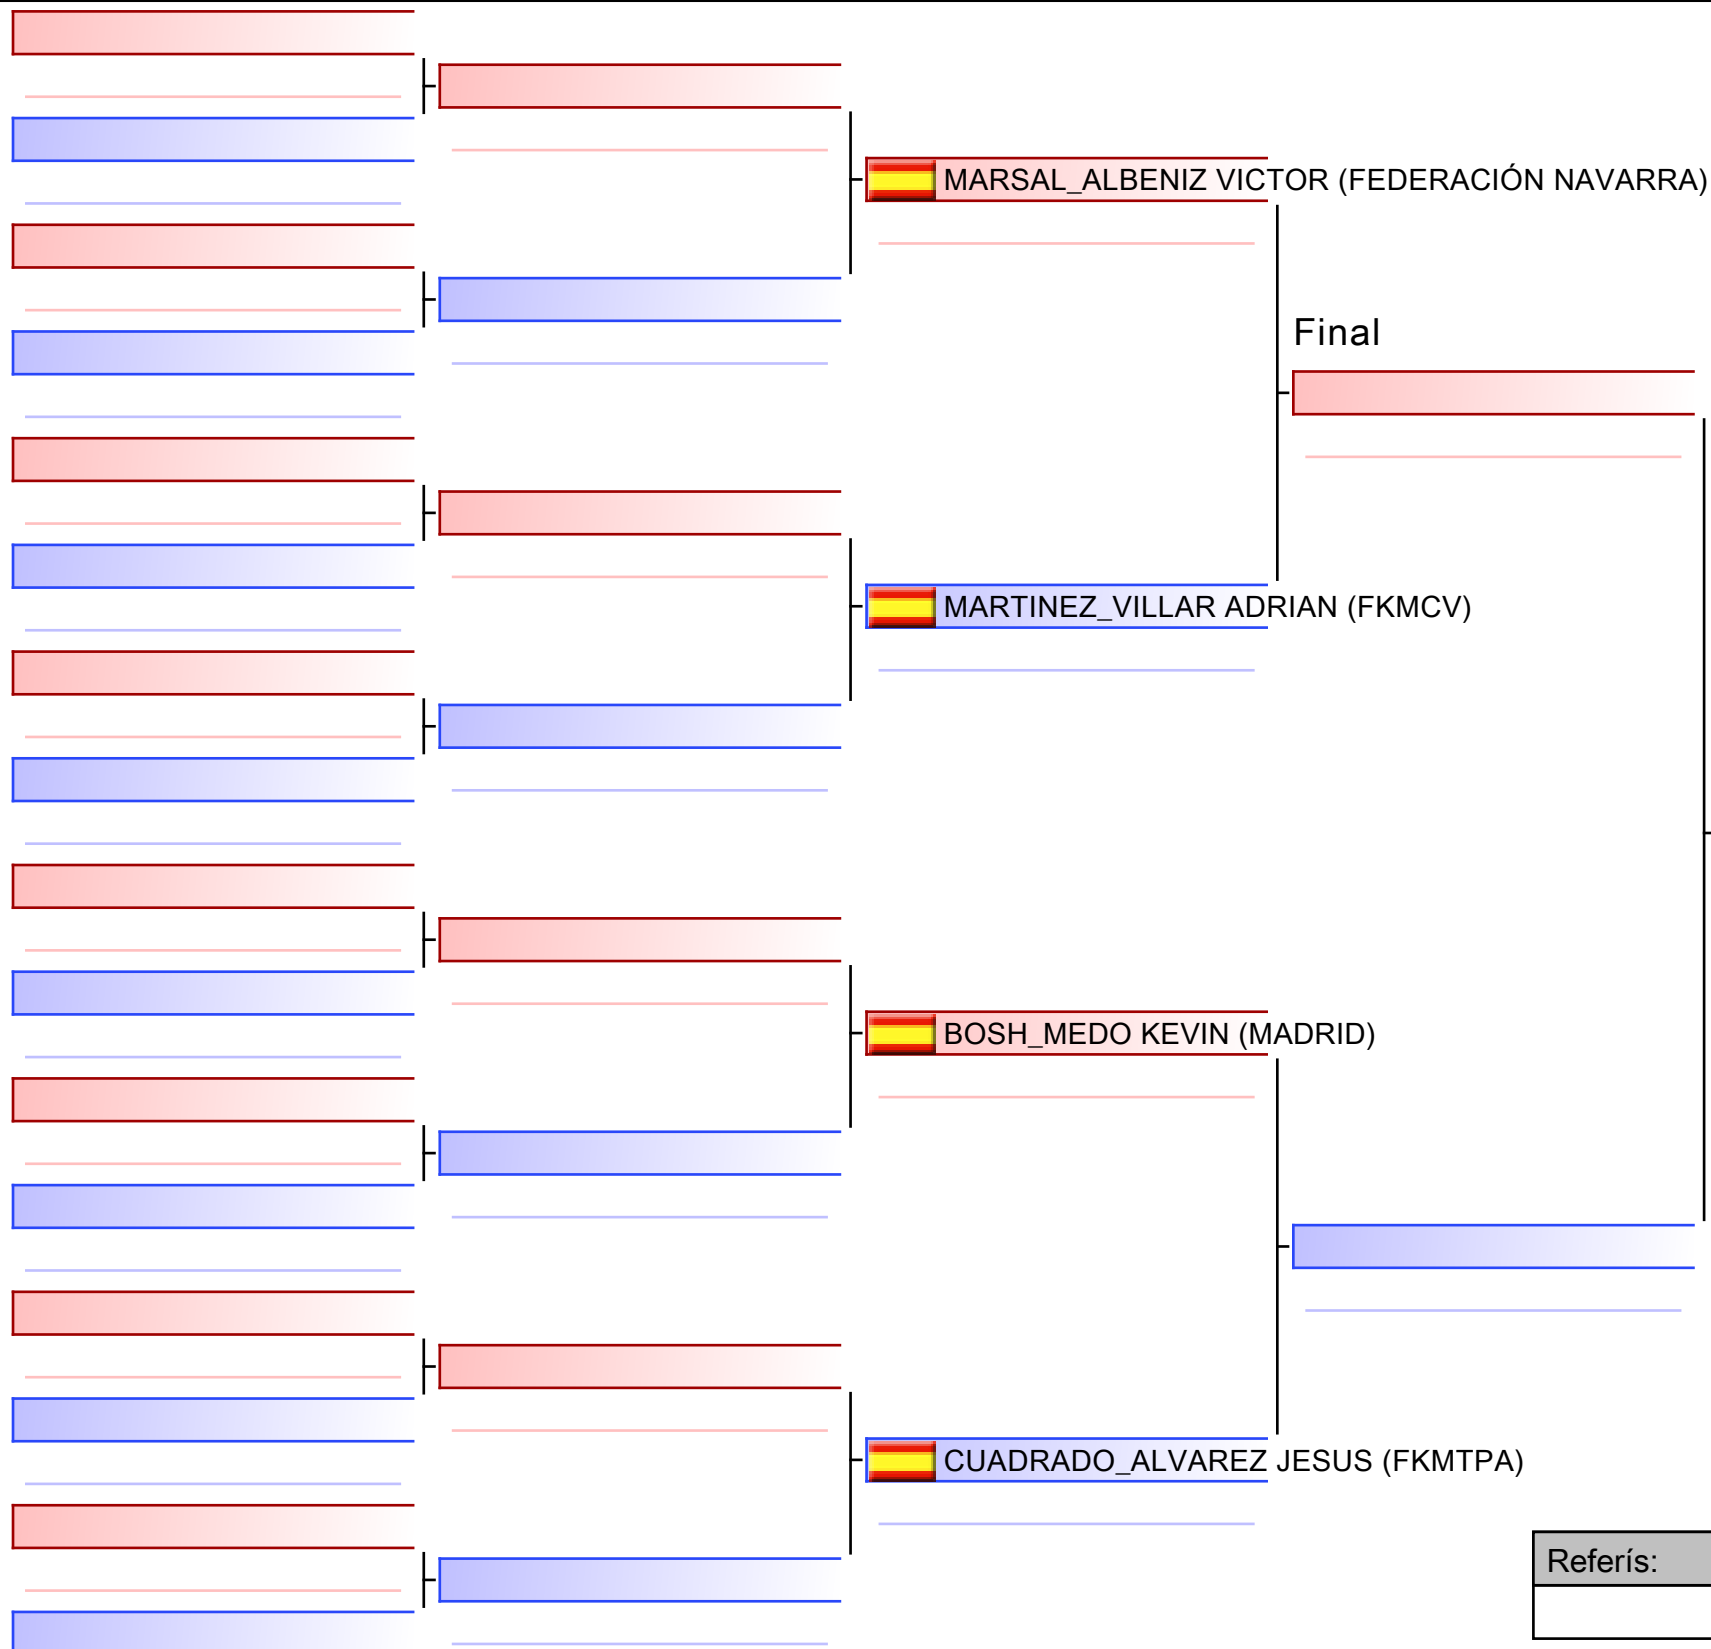 MARSAL_ALBENIZ VICTOR (FEDERACIÓN NAVARRA)
Final
MARTINEZ_VILLAR ADRIAN (FKMCV)
BOSH_MEDO KEVIN (MADRID)
CUADRADO_ALVAREZ JESUS (FKMTPA)
Referís: